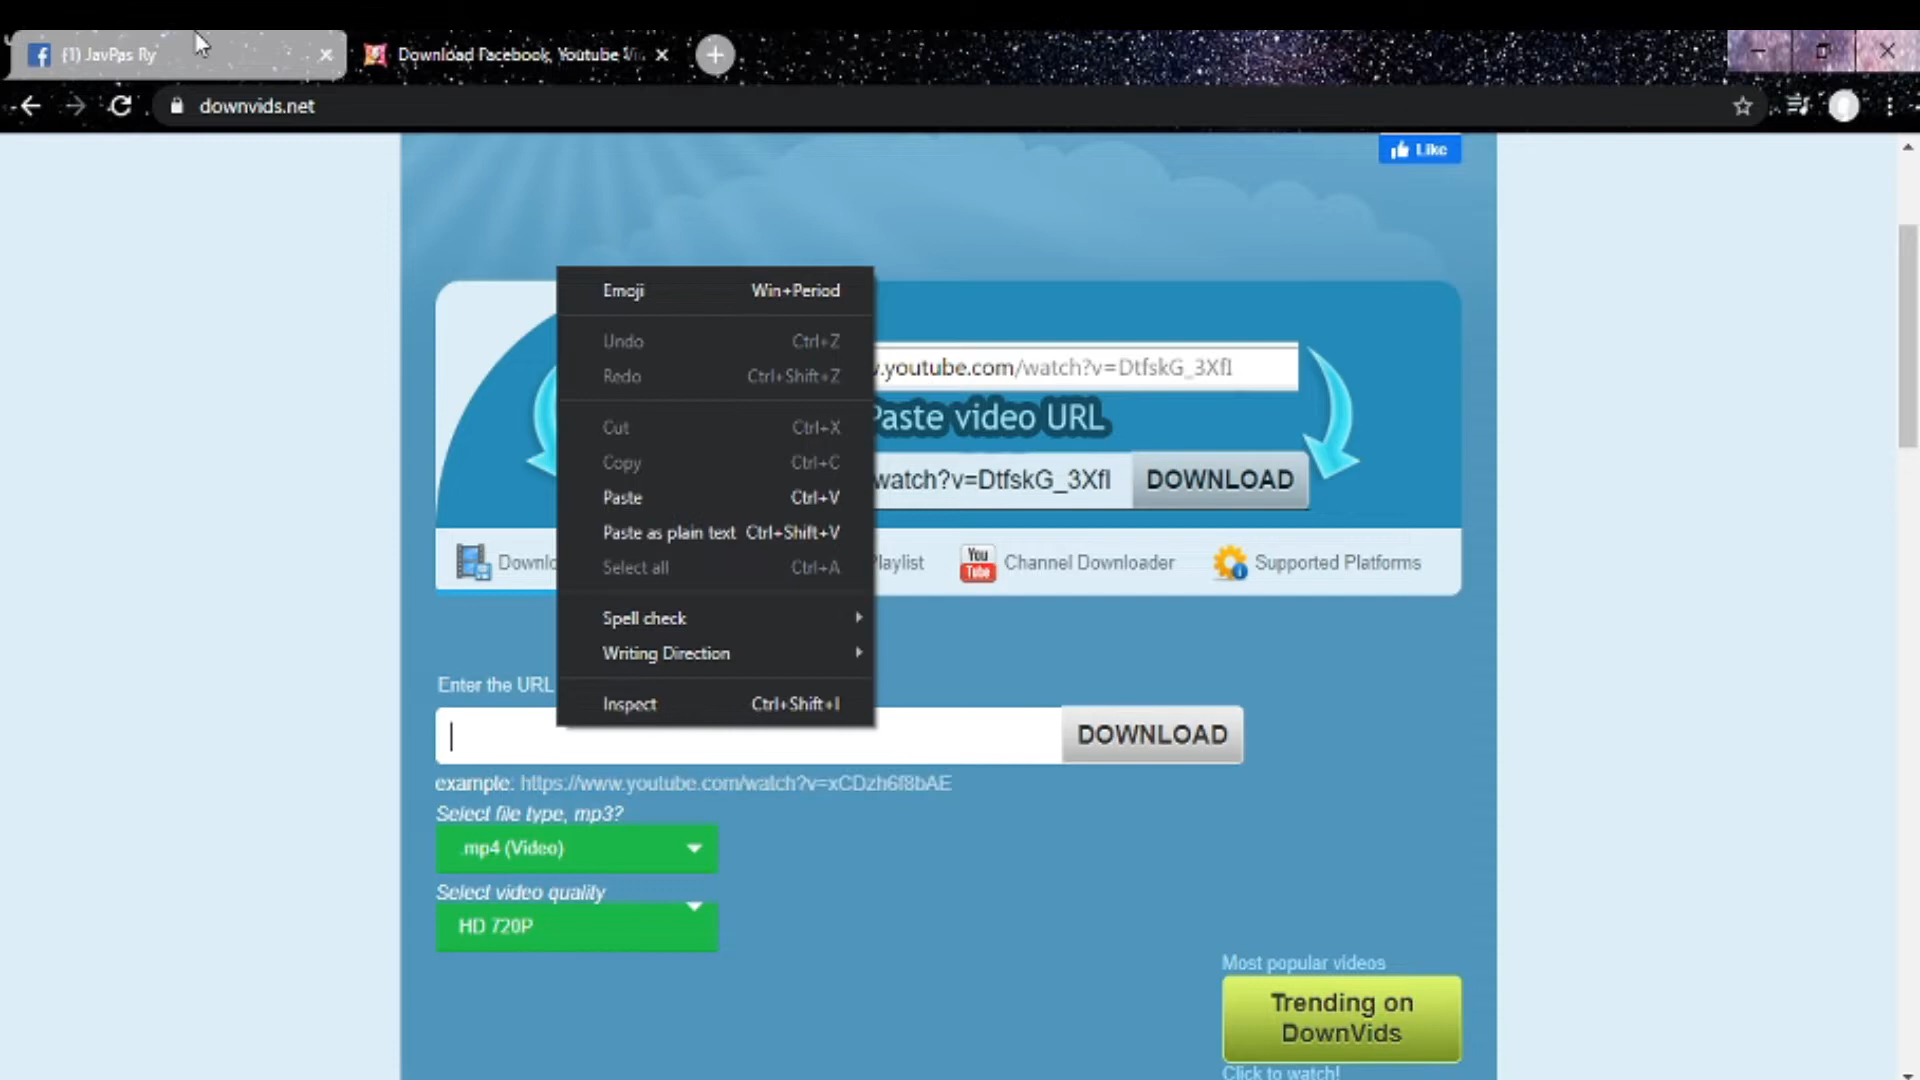 (1) JavPas Ry
Download Facebook, Youtube Vi
downvids.net
Like
Emoji Win+Period
Undo Ctrl+Z
Redo Ctrl+Shift+Z
Cut Ctrl+X
Copy Ctrl+C
Paste Ctrl+V
Paste as plain text Ctrl+Shift+V
Select all Ctrl+A
Spell check
Writing Direction
Inspect Ctrl+Shift+I
.youtube.com/watch?v=DtfskG_3XfI
Paste video URL
watch?v=DtfskG_3XfI DOWNLOAD
Downlo
Playlist
You
Tube
Channel Downloader
Supported Platforms
Enter the URL
DOWNLOAD
example: https://www.youtube.com/watch?v=xCDzh6f8bAE
Select file type, mp3?
.mp4 (Video)
Select video quality
HD 720P
Most popular videos
Trending on
DownVids
Click to watch!